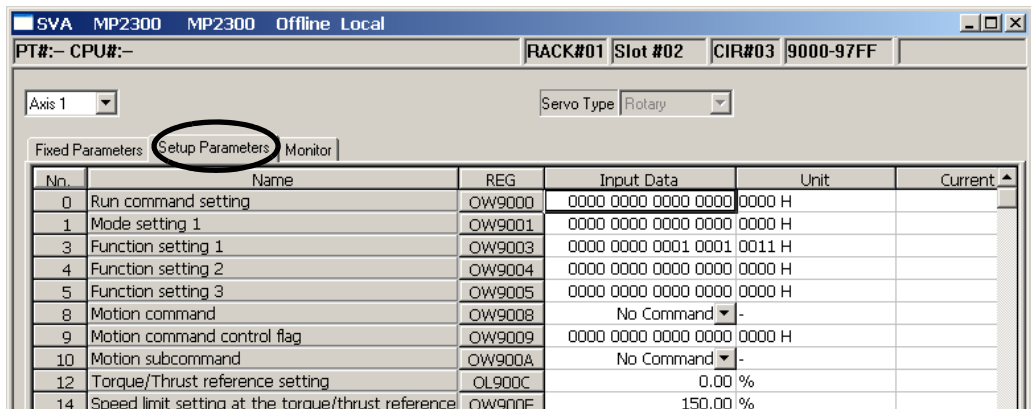 SVA MP2300 MP2300 Offline Local
PT#:– CPU#:– RACK#01 Slot #02 CIR#03 9000-97FF
Axis 1 Servo Type Rotary
Fixed Parameters Setup Parameters Monitor
No. Name REG Input Data Unit Current
0 Run command setting OW9000 0000 0000 0000 0000 0000 H
1 Mode setting 1 OW9001 0000 0000 0000 0000 0000 H
3 Function setting 1 OW9003 0000 0000 0001 0001 0011 H
4 Function setting 2 OW9004 0000 0000 0000 0000 0000 H
5 Function setting 3 OW9005 0000 0000 0000 0000 0000 H
8 Motion command OW9008 No Command -
9 Motion command control flag OW9009 0000 0000 0000 0000 0000 H
10 Motion subcommand OW900A No Command -
12 Torque/Thrust reference setting OL900C 0.00 %
14 Speed limit setting at the torque/thrust reference OW900E 150.00 %